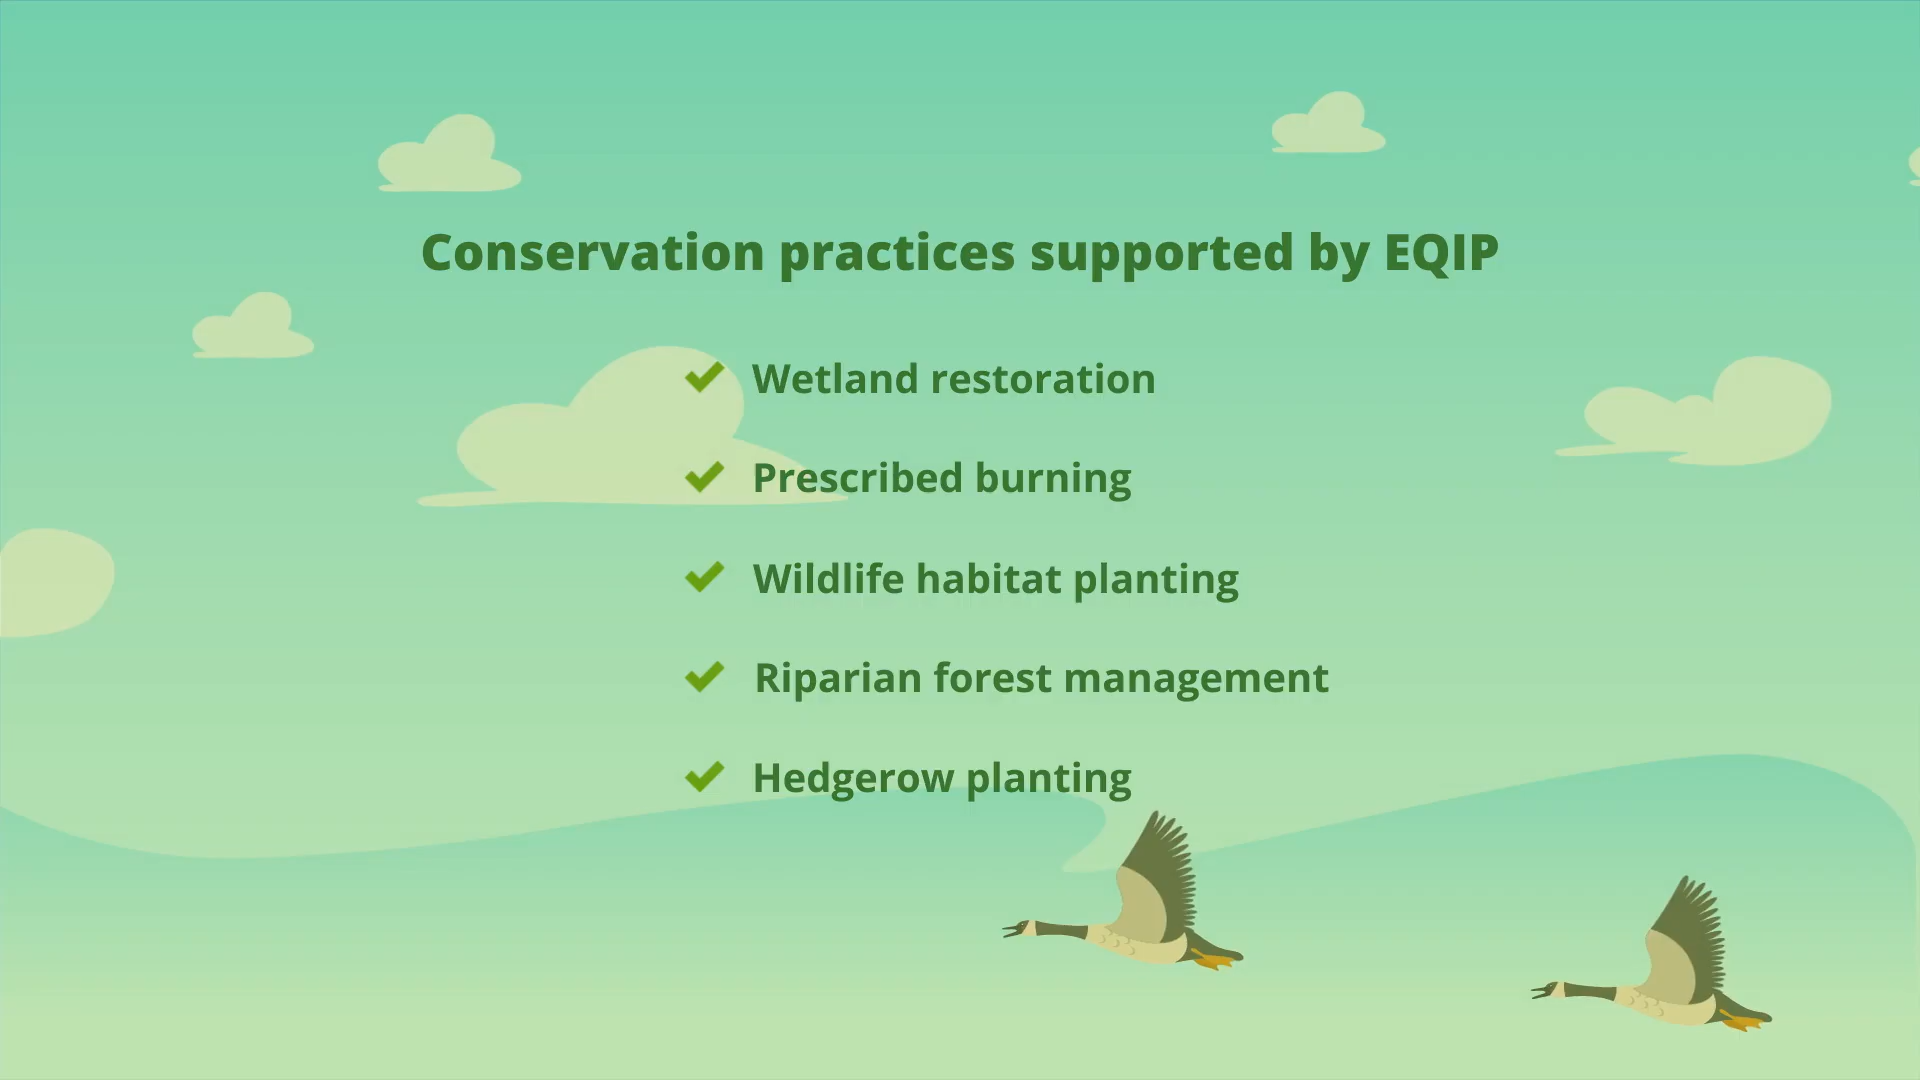 Conservation practices supported by EQIP
Wetland restoration
Prescribed burning
Wildlife habitat planting
Riparian forest management
Hedgerow planting